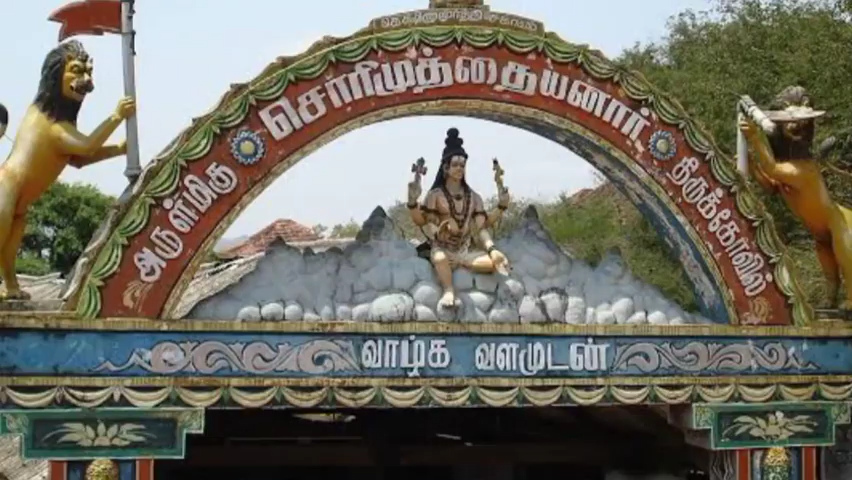 அருள்மிகு
சொரிமுத்தையனார்
திருக்கோவில்
வாழ்க வளமுடன்